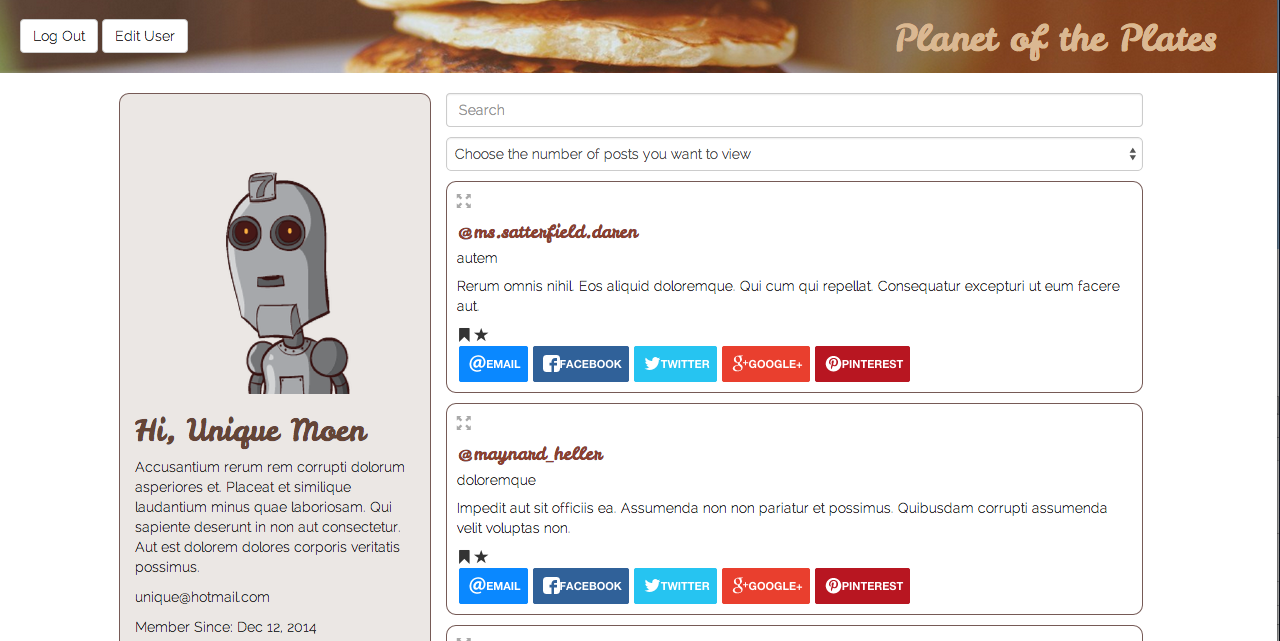 Log Out
Edit User
Planet of the Plates
7
Hi, Unique Moen
Accusantium rerum rem corrupti dolorum
asperiores et. Placeat et similique
laudantium minus quae laboriosam. Qui
sapiente deserunt in non aut consectetur.
Aut est dolorem dolores corporis veritatis
possimus.
unique@hotmail.com
Member Since: Dec 12, 2014
Search
Choose the number of posts you want to view
@ms.satterfield.daren
autem
Rerum omnis nihil. Eos aliquid doloremque. Qui cum qui repellat. Consequatur excepturi ut eum facere
aut.
@EMAIL
FACEBOOK
TWITTER
g+GOOGLE+
PINTEREST
@maynard_heller
doloremque
Impedit aut sit officiis ea. Assumenda non non pariatur et possimus. Quibusdam corrupti assumenda
velit voluptas non.
@EMAIL
FACEBOOK
TWITTER
g+GOOGLE+
PINTEREST